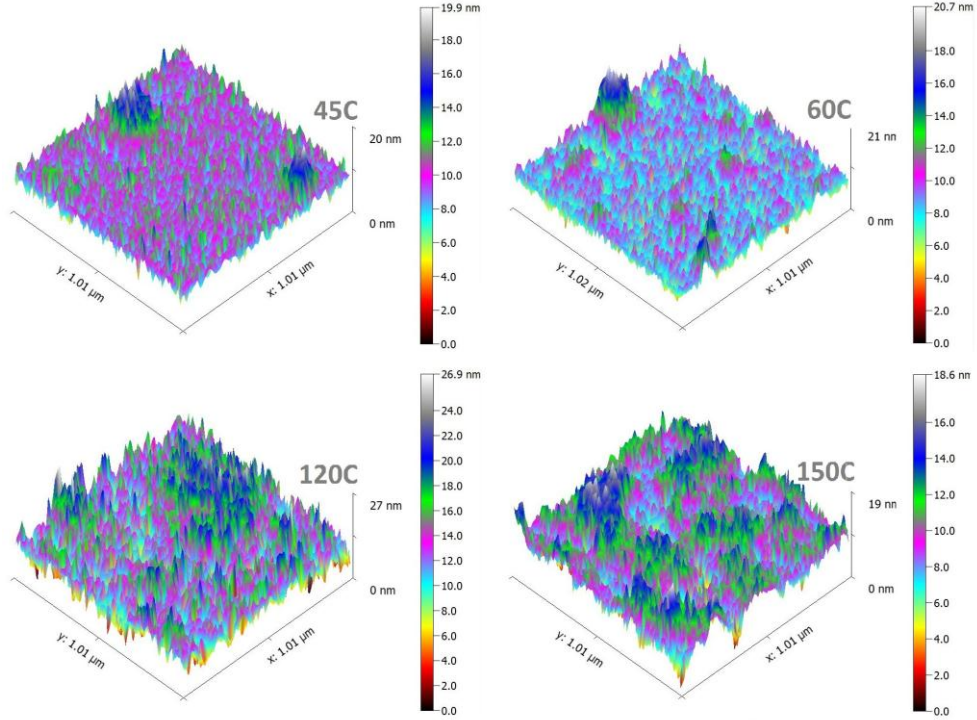 19.9 nm
18.0
16.0
14.0
12.0
10.0
8.0
6.0
4.0
2.0
0.0
45C
20 nm
0 nm
y: 1.01 µm
x: 1.01 µm
20.7 nm
18.0
16.0
14.0
12.0
10.0
8.0
6.0
4.0
2.0
0.0
60C
21 nm
0 nm
y: 1.02 µm
x: 1.01 µm
26.9 nm
24.0
22.0
20.0
18.0
16.0
14.0
12.0
10.0
8.0
6.0
4.0
2.0
0.0
120C
27 nm
0 nm
y: 1.01 µm
x: 1.01 µm
18.6 nm
16.0
14.0
12.0
10.0
8.0
6.0
4.0
2.0
0.0
150C
19 nm
0 nm
y: 1.01 µm
x: 1.01 µm